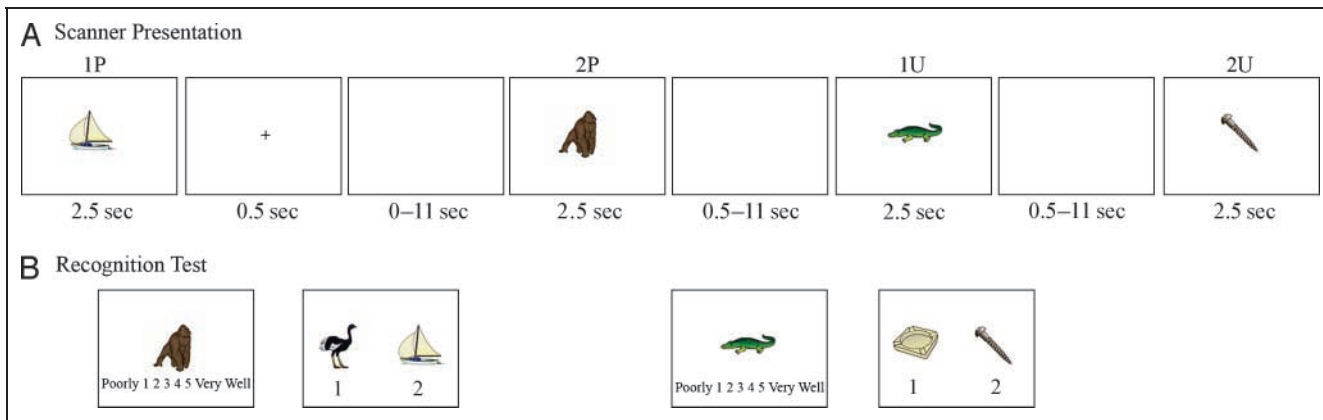 A Scanner Presentation
1P 2P 1U 2U
+
2.5 sec 0.5 sec 0–11 sec 2.5 sec 0.5–11 sec 2.5 sec 0.5–11 sec 2.5 sec
B Recognition Test
Poorly 1 2 3 4 5 Very Well
1 2
Poorly 1 2 3 4 5 Very Well
1 2